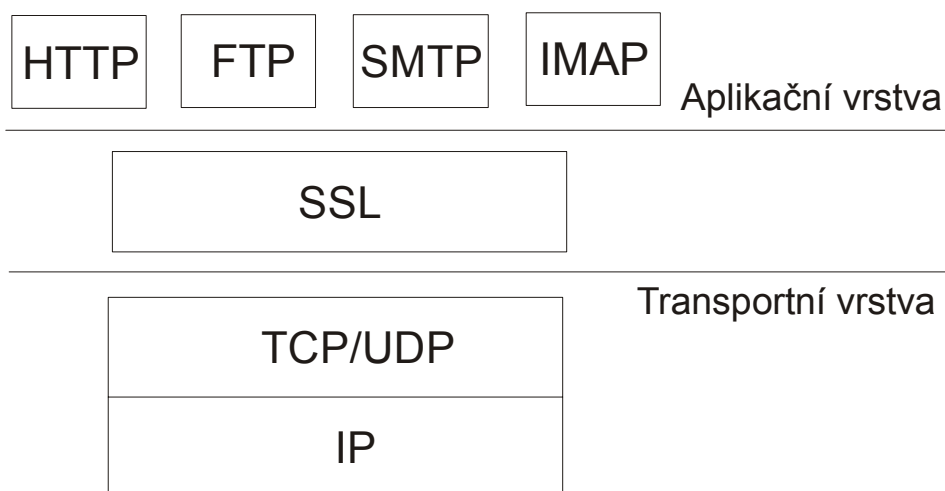 HTTP FTP SMTP IMAP
Aplikační vrstva
SSL
Transportní vrstva
TCP/UDP
IP